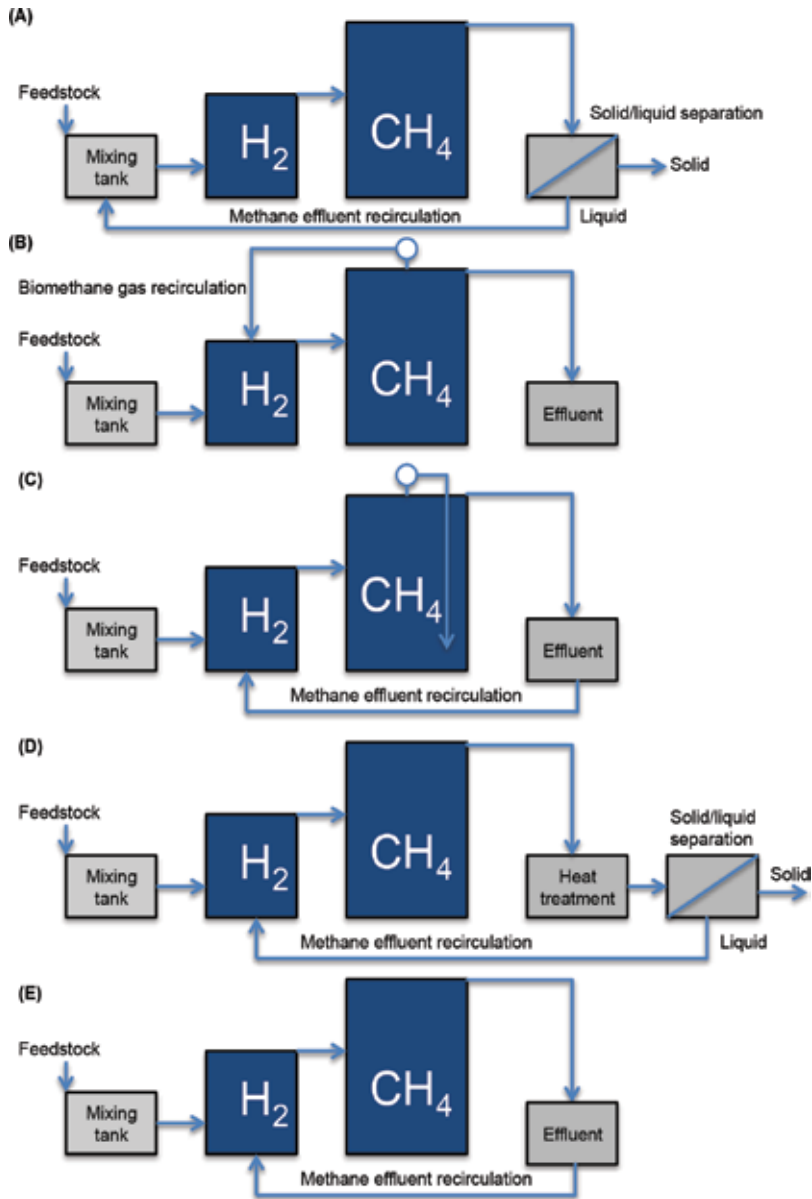 (A)
Feedstock
Mixing
tank
H₂
CH₄
Solid/liquid separation
Solid
Liquid
Methane effluent recirculation
(B)
Biomethane gas recirculation
Feedstock
Mixing
tank
H₂
CH₄
Effluent
(C)
Feedstock
Mixing
tank
H₂
CH₄
Effluent
Methane effluent recirculation
(D)
Feedstock
Mixing
tank
H₂
CH₄
Heat
treatment
Solid/liquid
separation
Solid
Liquid
Methane effluent recirculation
(E)
Feedstock
Mixing
tank
H₂
CH₄
Effluent
Methane effluent recirculation